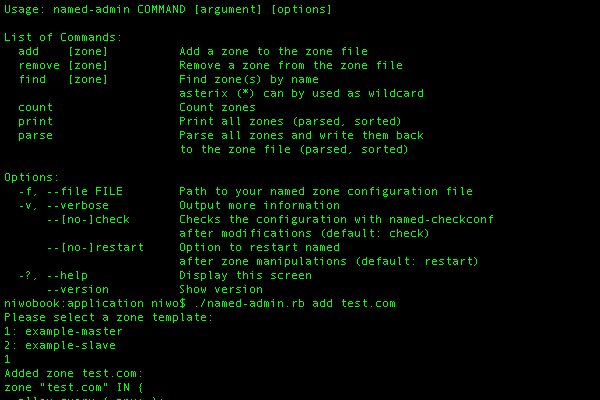 Usage: named-admin COMMAND [argument] [options]
List of Commands:
add [zone] Add a zone to the zone file
remove [zone] Remove a zone from the zone file
find [zone] Find zone(s) by name
asterix (*) can by used as wildcard
count Count zones
print Print all zones (parsed, sorted)
parse Parse all zones and write them back
to the zone file (parsed, sorted)
Options:
-f, --file FILE Path to your named zone configuration file
-v, --verbose Output more information
--[no-]check Checks the configuration with named-checkconf
after modifications (default: check)
--[no-]restart Option to restart named
after zone manipulations (default: restart)
-?, --help Display this screen
--version Show version
niwobook:application niwo$ ./named-admin.rb add test.com
Please select a zone template:
1: example-master
2: example-slave
1
Added zone test.com:
zone "test.com" IN {